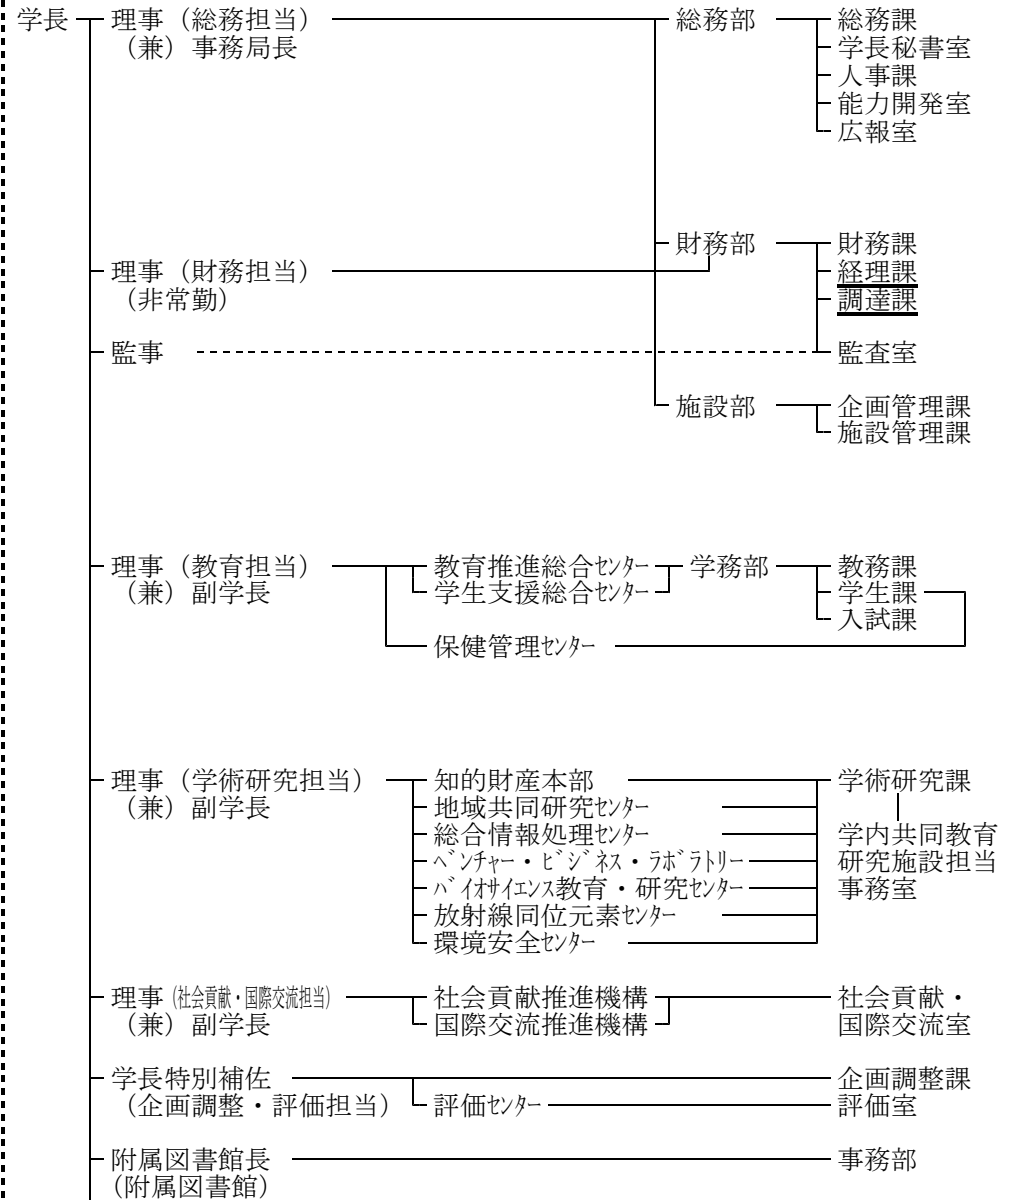 学長 理事（総務担当） 総務部 総務課
（兼）事務局長 学長秘書室
人事課
能力開発室
広報室
財務部 財務課
理事（財務担当） 経理課
（非常勤） 調達課
監事 監査室
施設部 企画管理課
施設管理課
理事（教育担当） 教育推進総合ｾﾝﾀｰ 学務部 教務課
（兼）副学長 学生支援総合ｾﾝﾀｰ 学生課
入試課
保健管理ｾﾝﾀｰ
理事（学術研究担当） 知的財産本部 学術研究課
（兼）副学長 地域共同研究ｾﾝﾀｰ
総合情報処理ｾﾝﾀｰ 学内共同教育
ﾍﾞﾝﾁｬｰ・ﾋﾞｼﾞﾈｽ・ﾗﾎﾞﾗﾄﾘｰ 研究施設担当
ﾊﾞｲｵｻｲｴﾝｽ教育・研究ｾﾝﾀｰ 事務室
放射線同位元素ｾﾝﾀｰ
環境安全ｾﾝﾀｰ
理事（社会貢献・国際交流担当） 社会貢献推進機構 社会貢献・
（兼）副学長 国際交流推進機構 国際交流室
学長特別補佐 企画調整課
（企画調整・評価担当） 評価ｾﾝﾀｰ 評価室
附属図書館長 事務部
（附属図書館）